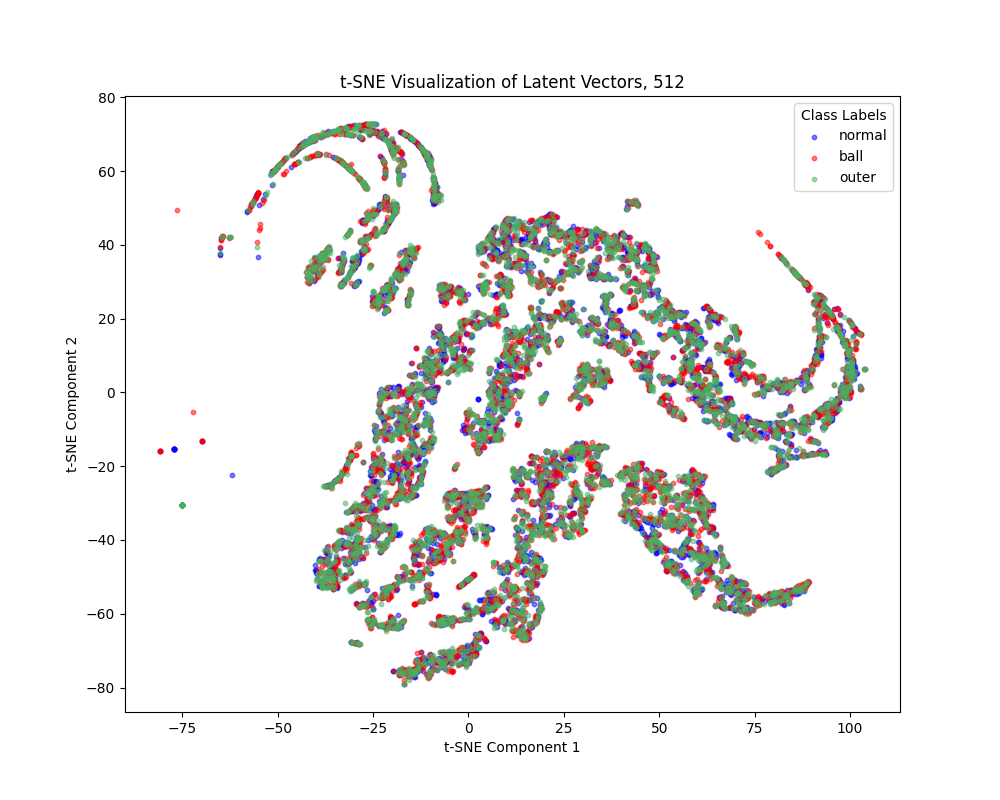 t-SNE Visualization of Latent Vectors, 512
Class Labels
normal
ball
outer
t-SNE Component 2
80
60
40
20
0
−20
−40
−60
−80
−75
−50
−25
0
25
50
75
100
t-SNE Component 1